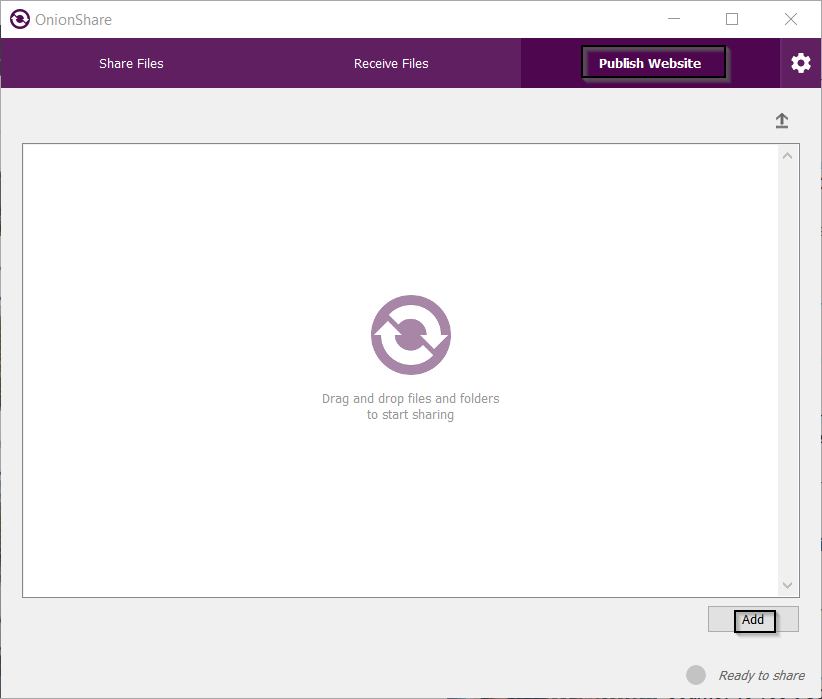 OnionShare
Share Files
Receive Files
Publish Website
Drag and drop files and folders
to start sharing
Add
Ready to share